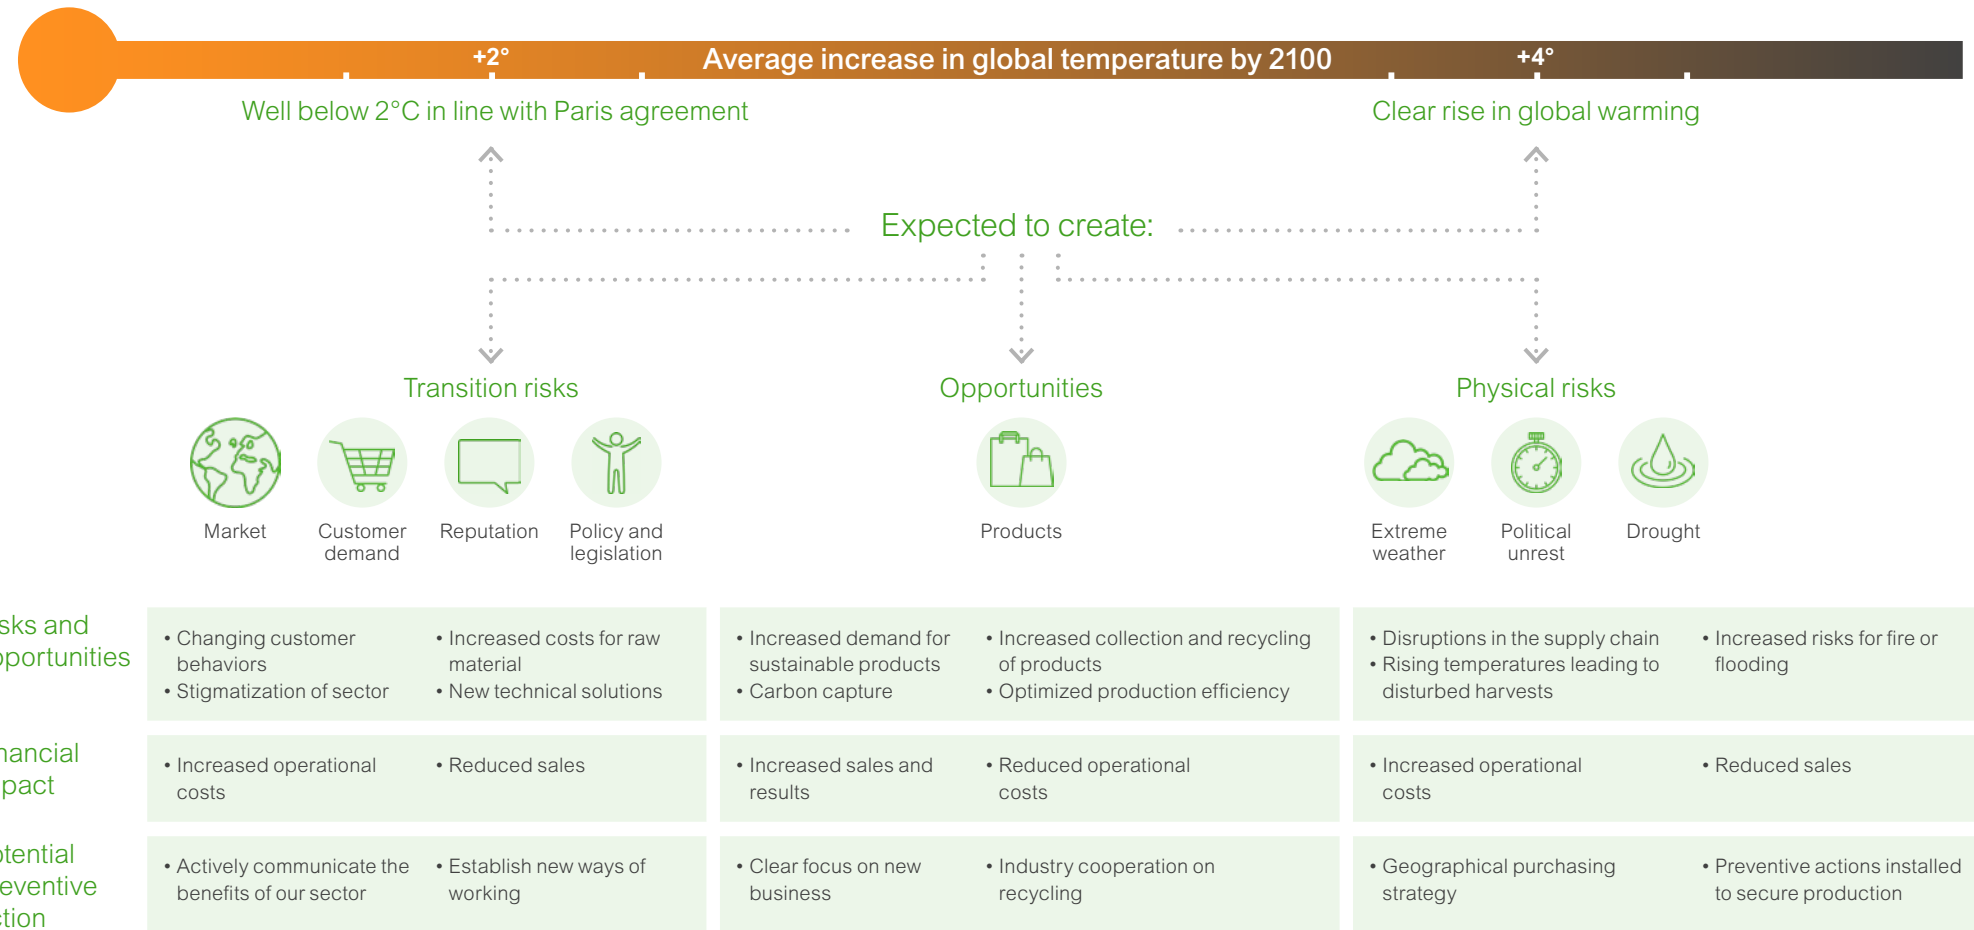 +2°
Average increase in global temperature by 2100
+4°
Well below 2°C in line with Paris agreement
Clear rise in global warming
Expected to create:
Transition risks
Opportunities
Physical risks
Market
Customer
demand
Reputation
Policy and
legislation
Products
Extreme
weather
Political
unrest
Drought
and
• Changing customer
behaviors
• Stigmatization of sector
• Increased costs for raw
material
• New technical solutions
• Increased demand for
sustainable products
• Carbon capture
• Increased collection and recycling
of products
• Optimized production efficiency
• Disruptions in the supply chain
• Rising temperatures leading to
disturbed harvests
• Increased risks for fire or
flooding
• Increased operational
costs
• Reduced sales
• Increased sales and
results
• Reduced operational
costs
• Increased operational
costs
• Reduced sales
• Actively communicate the
benefits of our sector
• Establish new ways of
working
• Clear focus on new
business
• Industry cooperation on
recycling
• Geographical purchasing
strategy
• Preventive actions installed
to secure production